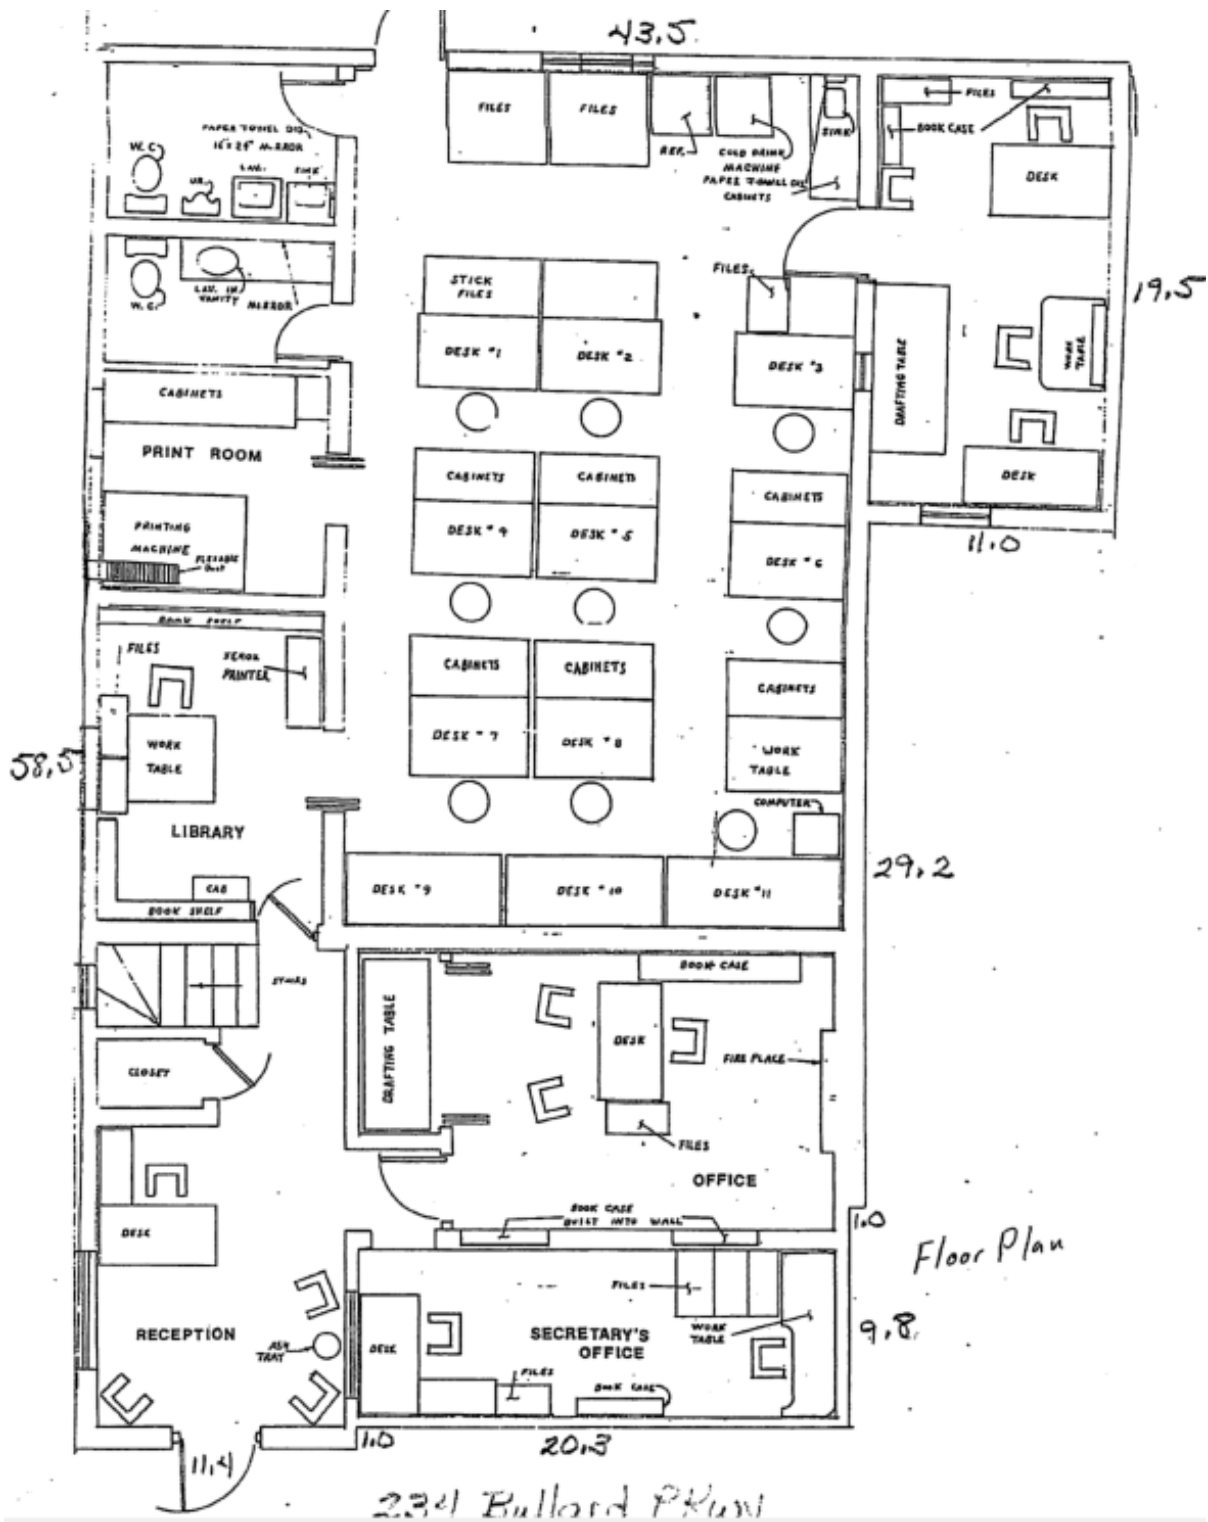 43.5
FILES
FILES
REF.
COLD DRINK
MACHINE
PAPER TOWELL DIS.
CABINETS
SINK
FILES
BOOK CASE
DESK
PAPER TOWEL DIS.
16"x24" MIRROR
W.C.
UR.
LAV.
SINK
W.C.
LAV. IN
VANITY
MIRROR
STICK
FILES
FILES
DESK #1
DESK #2
DESK #3
DRAFTING TABLE
WORK
TABLE
19.5
DESK
11.0
CABINETS
PRINT ROOM
PRINTING
MACHINE
FLEXABLE
DUCT
CABINETS
CABINETS
CABINETS
DESK #4
DESK #5
DESK #6
BOOK SHELF
FILES
XEROX
PRINTER
WORK
TABLE
58.5
LIBRARY
CAB
BOOK SHELF
CABINETS
CABINETS
CABINETS
DESK #7
DESK #8
WORK
TABLE
COMPUTER
DESK #9
DESK #10
DESK #11
29.2
STAIRS
CLOSET
DRAFTING TABLE
BOOK CASE
DESK
FIRE PLACE
FILES
OFFICE
BOOK CASE
BUILT INTO WALL
1.0
Floor Plan
DESK
RECEPTION
ASH
TRAY
DESK
FILES
WORK
TABLE
SECRETARY'S
OFFICE
FILES
BOOK CASE
9.8
11.4
1.0
20.3
234 Bullard PKwy